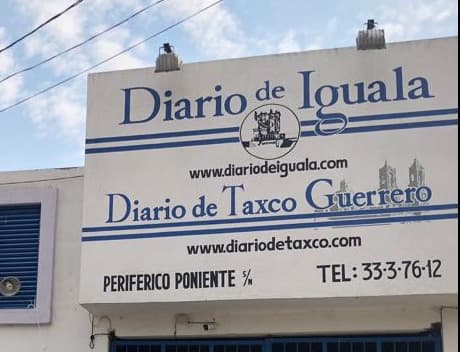 Diario de Iguala
www.diariodeiguala.com
Diario de Taxco Guerrero
www.diariodetaxco.com
PERIFERICO PONIENTE S/N TEL: 33-3-76-12